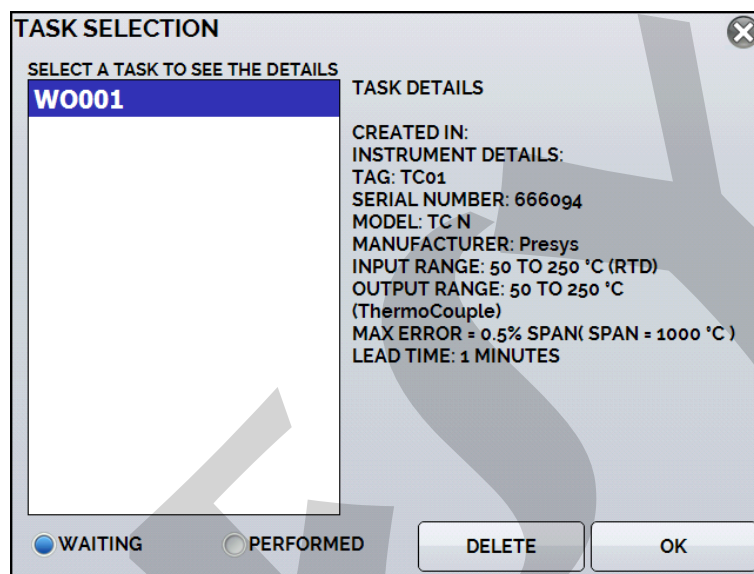 TASK SELECTION
SELECT A TASK TO SEE THE DETAILS
WO001
TASK DETAILS
CREATED IN:
INSTRUMENT DETAILS:
TAG: TC01
SERIAL NUMBER: 666094
MODEL: TC N
MANUFACTURER: Presys
INPUT RANGE: 50 TO 250 °C (RTD)
OUTPUT RANGE: 50 TO 250 °C
(ThermoCouple)
MAX ERROR = 0.5% SPAN( SPAN = 1000 °C )
LEAD TIME: 1 MINUTES
WAITING
PERFORMED
DELETE
OK